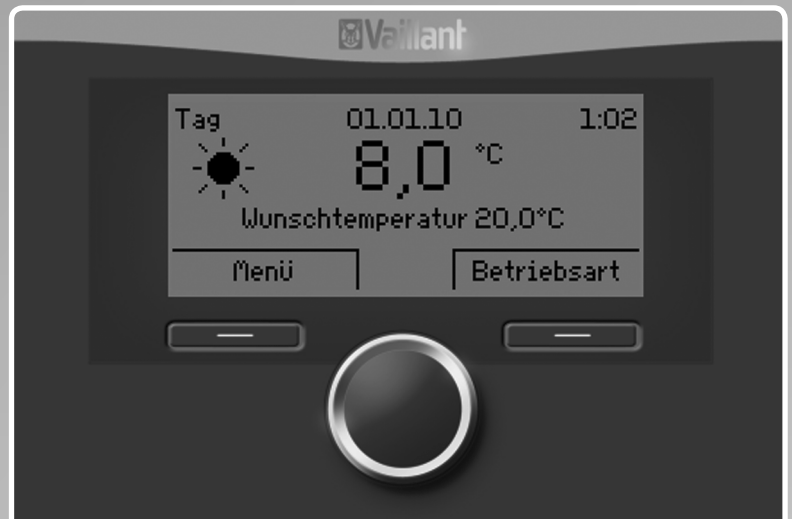 Vaillant
Tag 01.01.10 1:02
8,0 °C
Wunschtemperatur 20,0°C
Menü Betriebsart